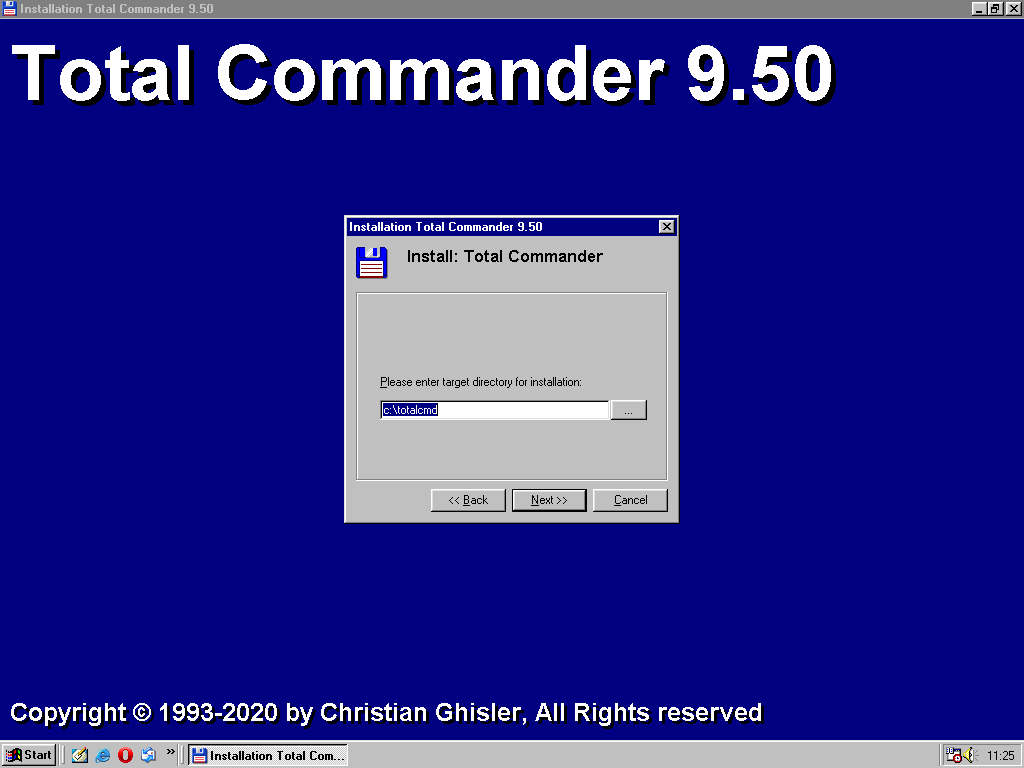 Installation Total Commander 9.50
Total Commander 9.50
Installation Total Commander 9.50
Install: Total Commander
Please enter target directory for installation:
c:\totalcmd
...
<< Back
Next >>
Cancel
Copyright © 1993-2020 by Christian Ghisler, All Rights reserved
Start
»
Installation Total Com...
11:25